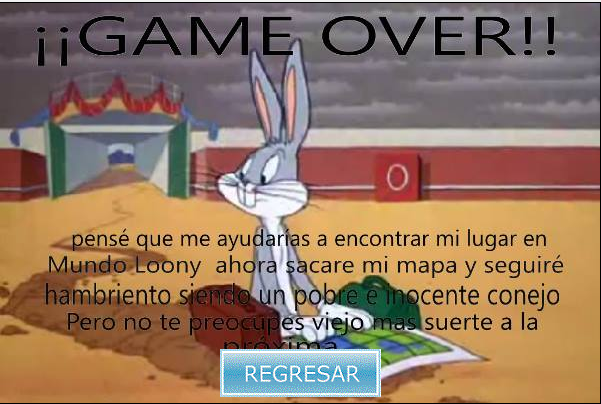 ¡¡GAME OVER!!
O
pensé que me ayudarías a encontrar mi lugar en
Mundo Loony ahora sacare mi mapa y seguiré
hambriento siendo un pobre e inocente conejo
Pero no te preocupes viejo mas suerte a la
próxima
REGRESAR